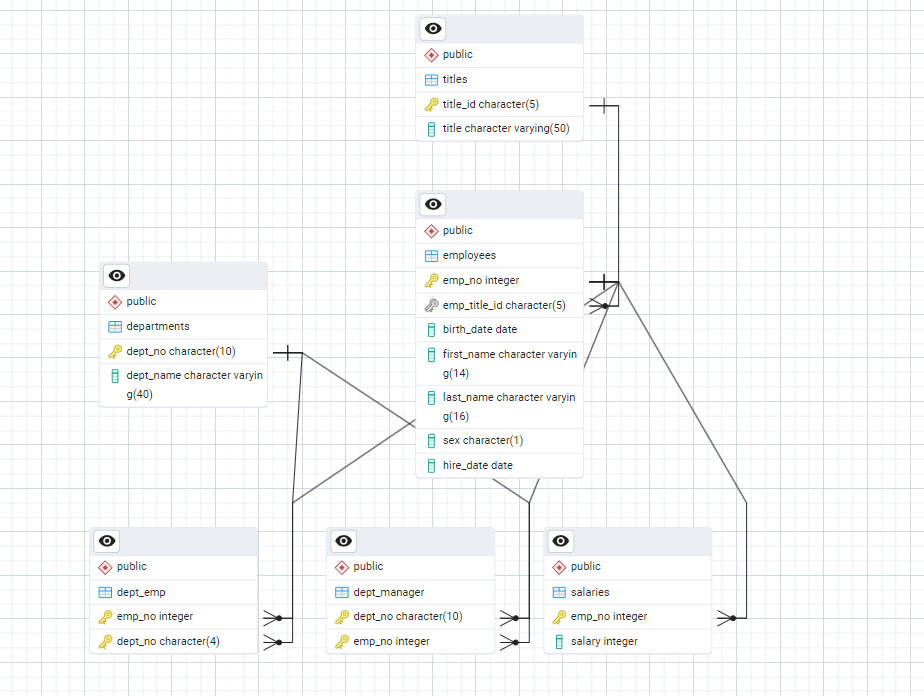 public
titles
title_id character(5)
title character varying(50)
public
employees
emp_no integer
emp_title_id character(5)
birth_date date
first_name character varyin
g(14)
last_name character varyin
g(16)
sex character(1)
hire_date date
public
departments
dept_no character(10)
dept_name character varyin
g(40)
public
dept_emp
emp_no integer
dept_no character(4)
public
dept_manager
dept_no character(10)
emp_no integer
public
salaries
emp_no integer
salary integer